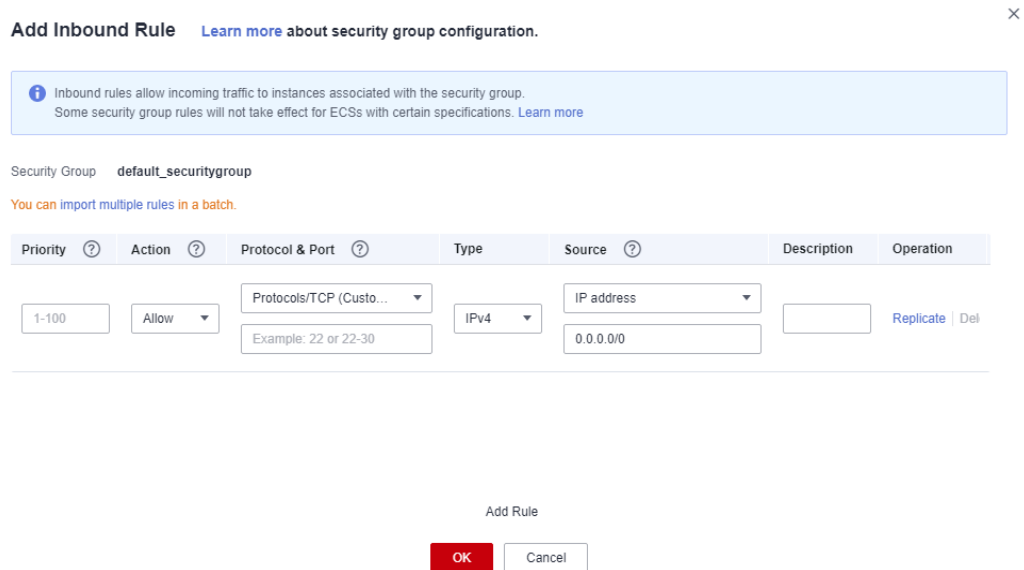 Add Inbound Rule Learn more about security group configuration.
Inbound rules allow incoming traffic to instances associated with the security group.
Some security group rules will not take effect for ECSs with certain specifications. Learn more
Security Group default_securitygroup
You can import multiple rules in a batch.
Priority Action Protocol & Port Type Source Description Operation
Protocols/TCP (Custo... IP address
1-100 Allow IPv4 Replicate Del
Example: 22 or 22-30 0.0.0.0/0
Add Rule
OK Cancel